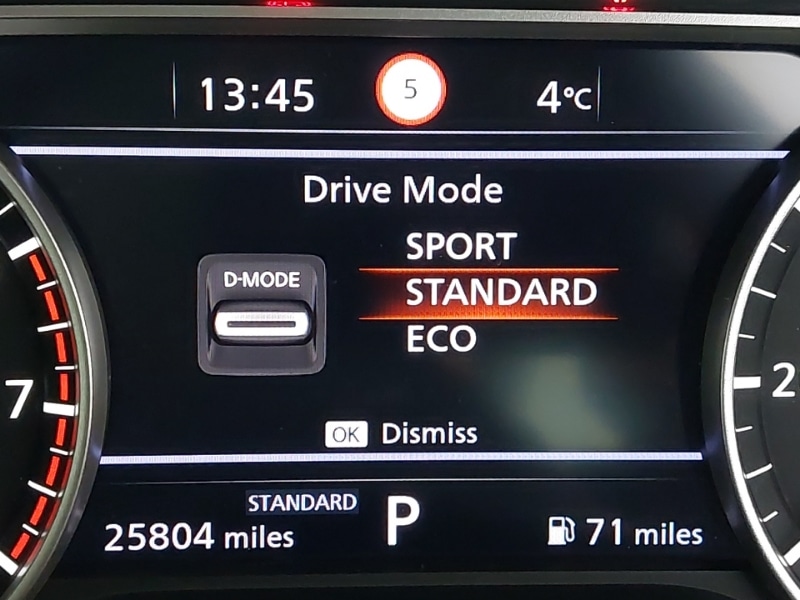 13:45 5 4°C
Drive Mode
D-MODE
SPORT
STANDARD
ECO
7
2
OK Dismiss
STANDARD
25804 miles P 71 miles